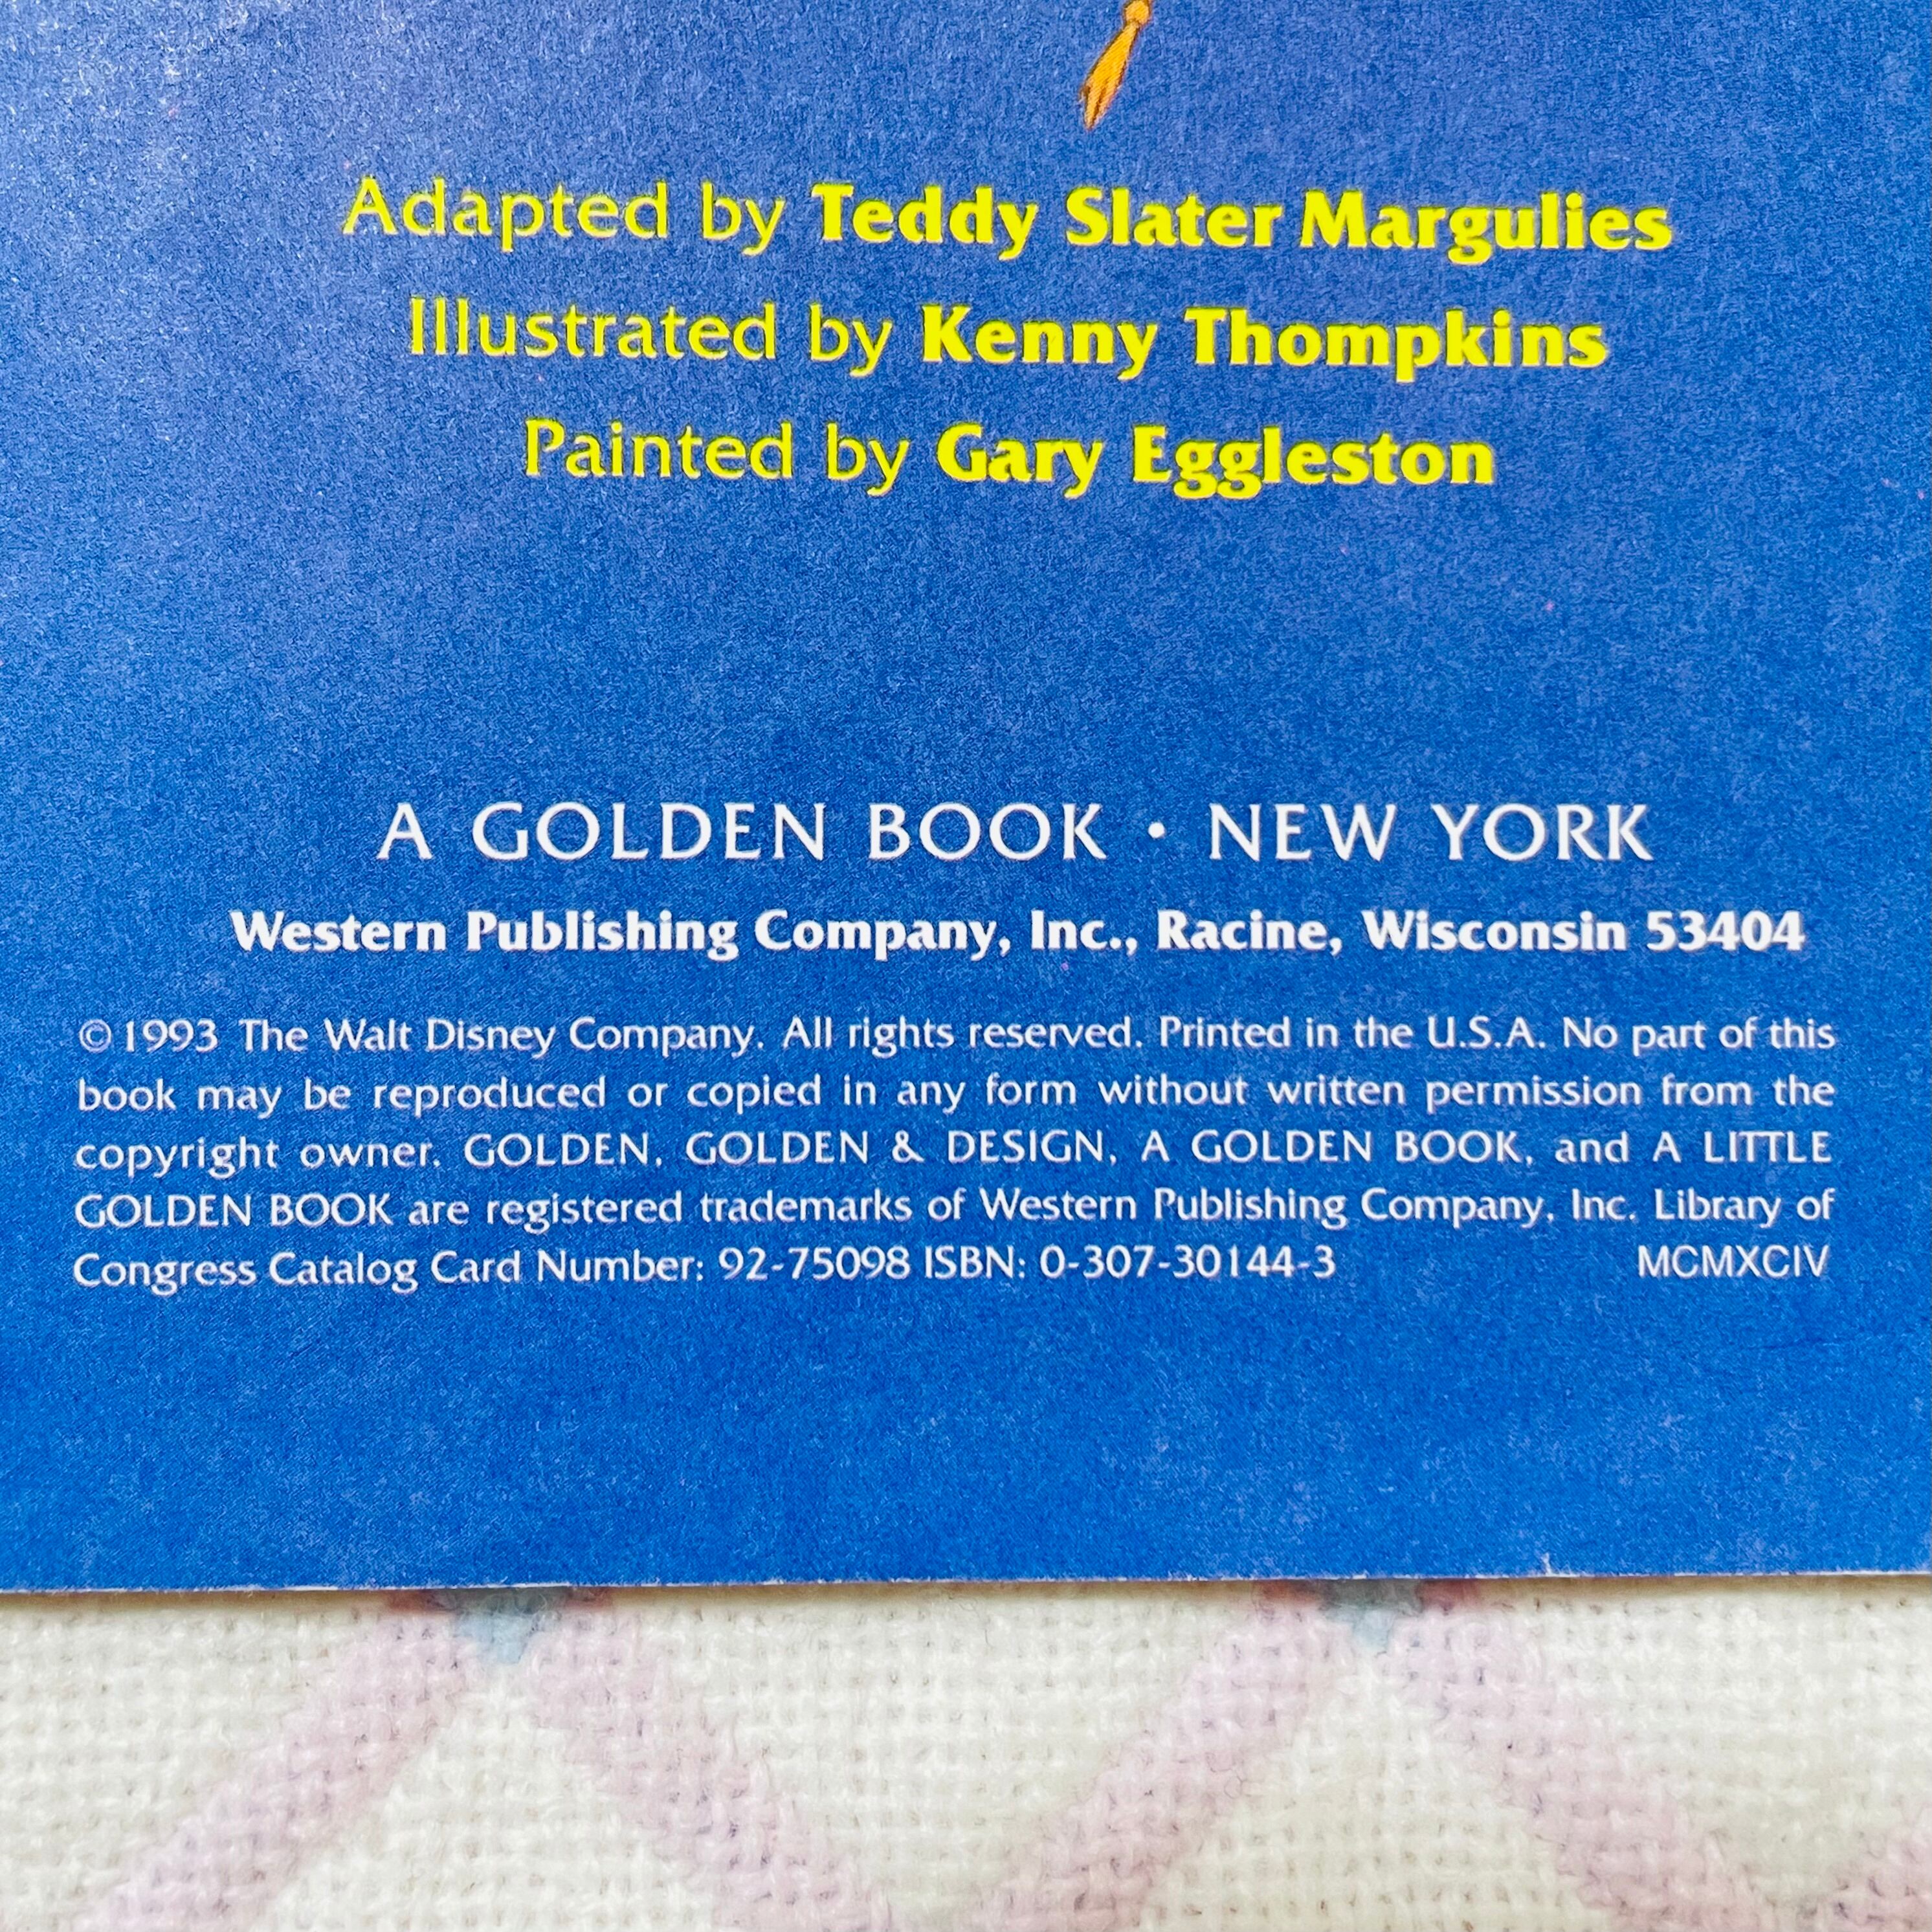 Adapted by Teddy Slater Margulies
Illustrated by Kenny Thompkins
Painted by Gary Eggleston
A GOLDEN BOOK • NEW YORK
Western Publishing Company, Inc., Racine, Wisconsin 53404
© 1993 The Walt Disney Company. All rights reserved. Printed in the U.S.A. No part of this
book may be reproduced or copied in any form without written permission from the
copyright owner. GOLDEN, GOLDEN & DESIGN, A GOLDEN BOOK, and A LITTLE
GOLDEN BOOK are registered trademarks of Western Publishing Company, Inc. Library of
Congress Catalog Card Number: 92-75098 ISBN: 0-307-30144-3 MCMXCIV